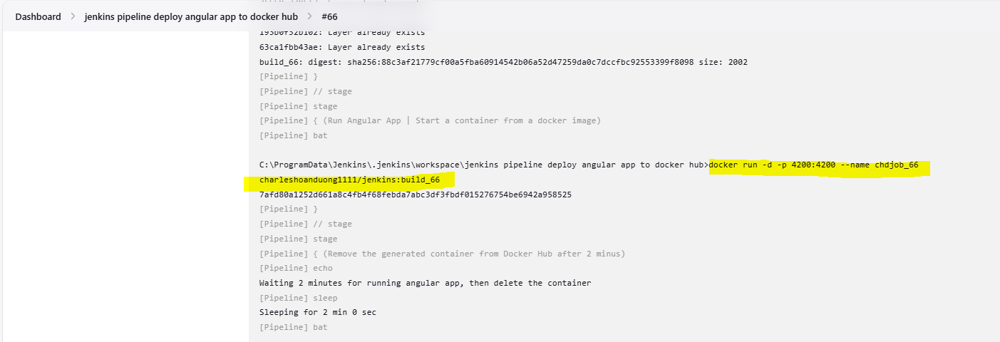 Dashboard > jenkins pipeline deploy angular app to docker hub > #66
193b0f32b102: Layer already exists
63ca1fbb43ae: Layer already exists
build_66: digest: sha256:88c3af21779cf00a5fba60914542b06a52d47259da0c7dccfbc92553399f8098 size: 2002
[Pipeline] }
[Pipeline] // stage
[Pipeline] stage
[Pipeline] { (Run Angular App | Start a container from a docker image)
[Pipeline] bat
C:\ProgramData\Jenkins\.jenkins\workspace\jenkins pipeline deploy angular app to docker hub>docker run -d -p 4200:4200 --name chdjob_66
charleshoanduong1111/jenkins:build_66
7afd80a1252d661a8c4fb4f68febda7abc3df3fbdf015276754be6942a958525
[Pipeline] }
[Pipeline] // stage
[Pipeline] stage
[Pipeline] { (Remove the generated container from Docker Hub after 2 minus)
[Pipeline] echo
Waiting 2 minutes for running angular app, then delete the container
[Pipeline] sleep
Sleeping for 2 min 0 sec
[Pipeline] bat